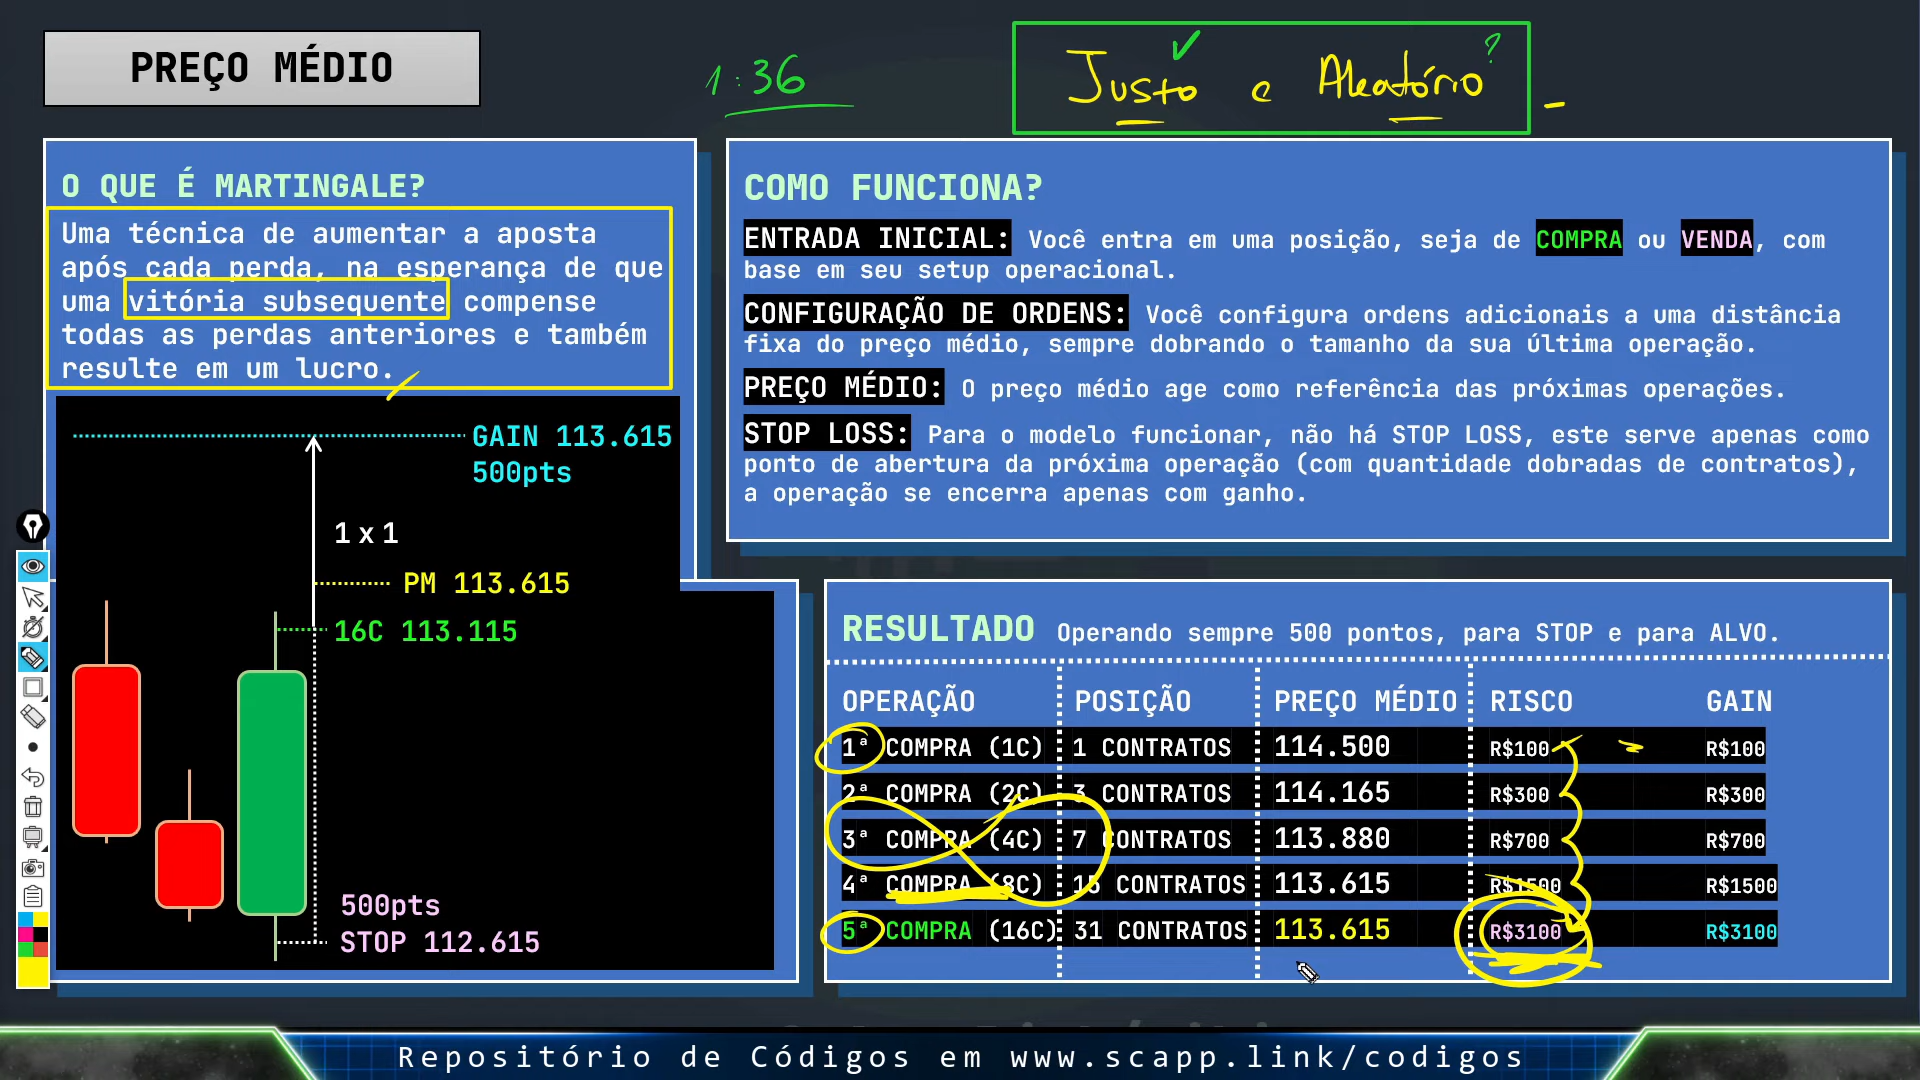 PREÇO MÉDIO
1:36
Justo e Aleatório?
O QUE É MARTINGALE?
Uma técnica de aumentar a aposta
após cada perda, na esperança de que
uma vitória subsequente compense
todas as perdas anteriores e também
resulte em um lucro.
GAIN 113.615
500pts
1 x 1
PM 113.615
16C 113.115
500pts
STOP 112.615
COMO FUNCIONA?
ENTRADA INICIAL: Você entra em uma posição, seja de COMPRA ou VENDA, com
base em seu setup operacional.
CONFIGURAÇÃO DE ORDENS: Você configura ordens adicionais a uma distância
fixa do preço médio, sempre dobrando o tamanho da sua última operação.
PREÇO MÉDIO: O preço médio age como referência das próximas operações.
STOP LOSS: Para o modelo funcionar, não há STOP LOSS, este serve apenas como
ponto de abertura da próxima operação (com quantidade dobradas de contratos),
a operação se encerra apenas com ganho.
RESULTADO Operando sempre 500 pontos, para STOP e para ALVO.
OPERAÇÃO POSIÇÃO PREÇO MÉDIO RISCO GAIN
1ª COMPRA (1C) 1 CONTRATOS 114.500 R$100 R$100
2ª COMPRA (2C) 3 CONTRATOS 114.165 R$300 R$300
3ª COMPRA (4C) 7 CONTRATOS 113.880 R$700 R$700
4ª COMPRA (8C) 15 CONTRATOS 113.615 R$1500 R$1500
5ª COMPRA (16C) 31 CONTRATOS 113.615 R$3100 R$3100
Repositório de Códigos em www.scapp.link/codigos